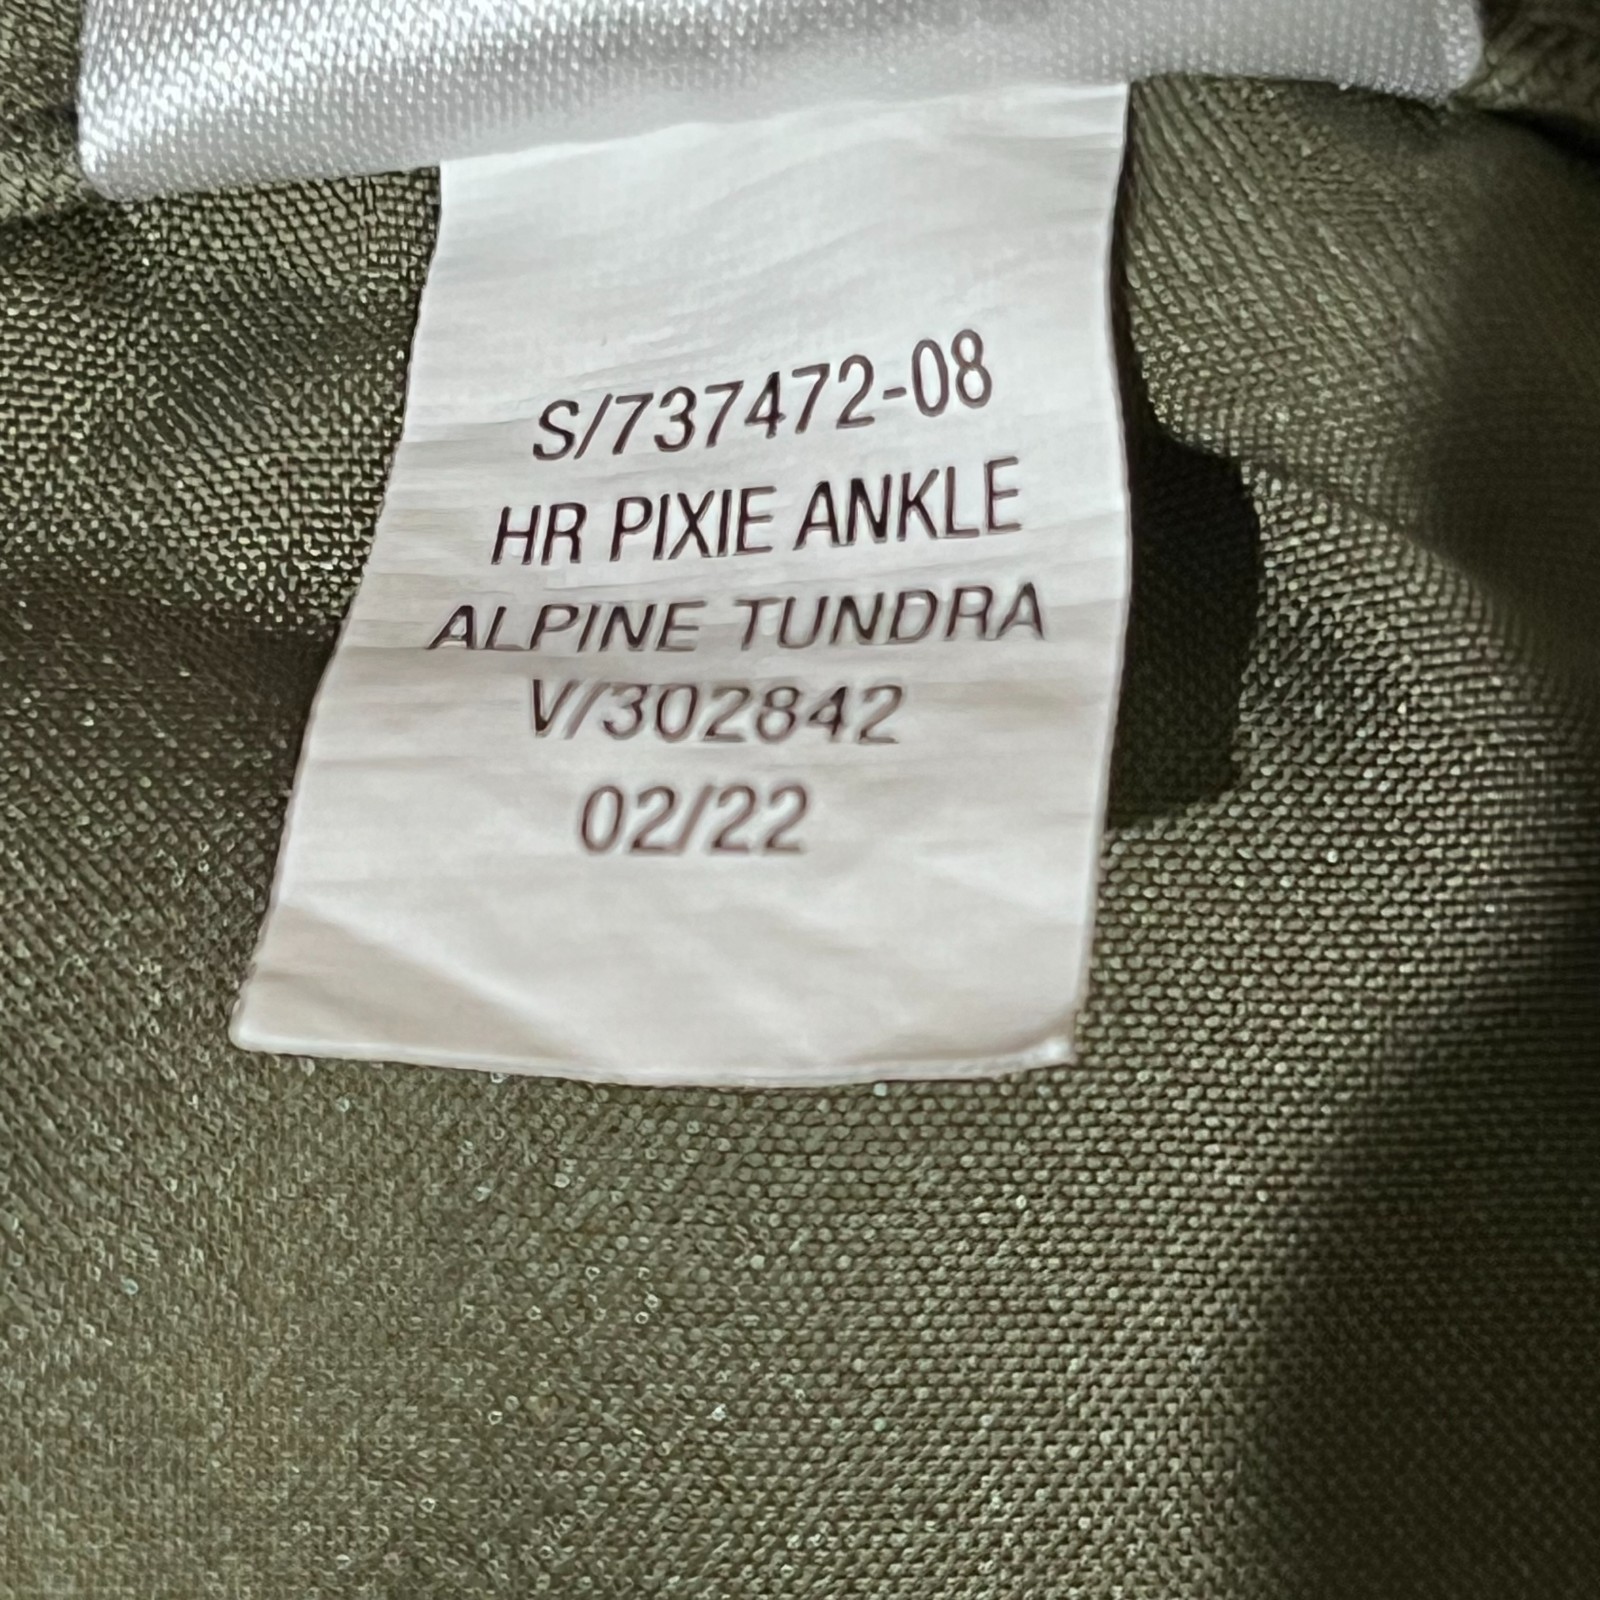 S/737472-08
HR PIXIE ANKLE
ALPINE TUNDRA
V/302842
02/22